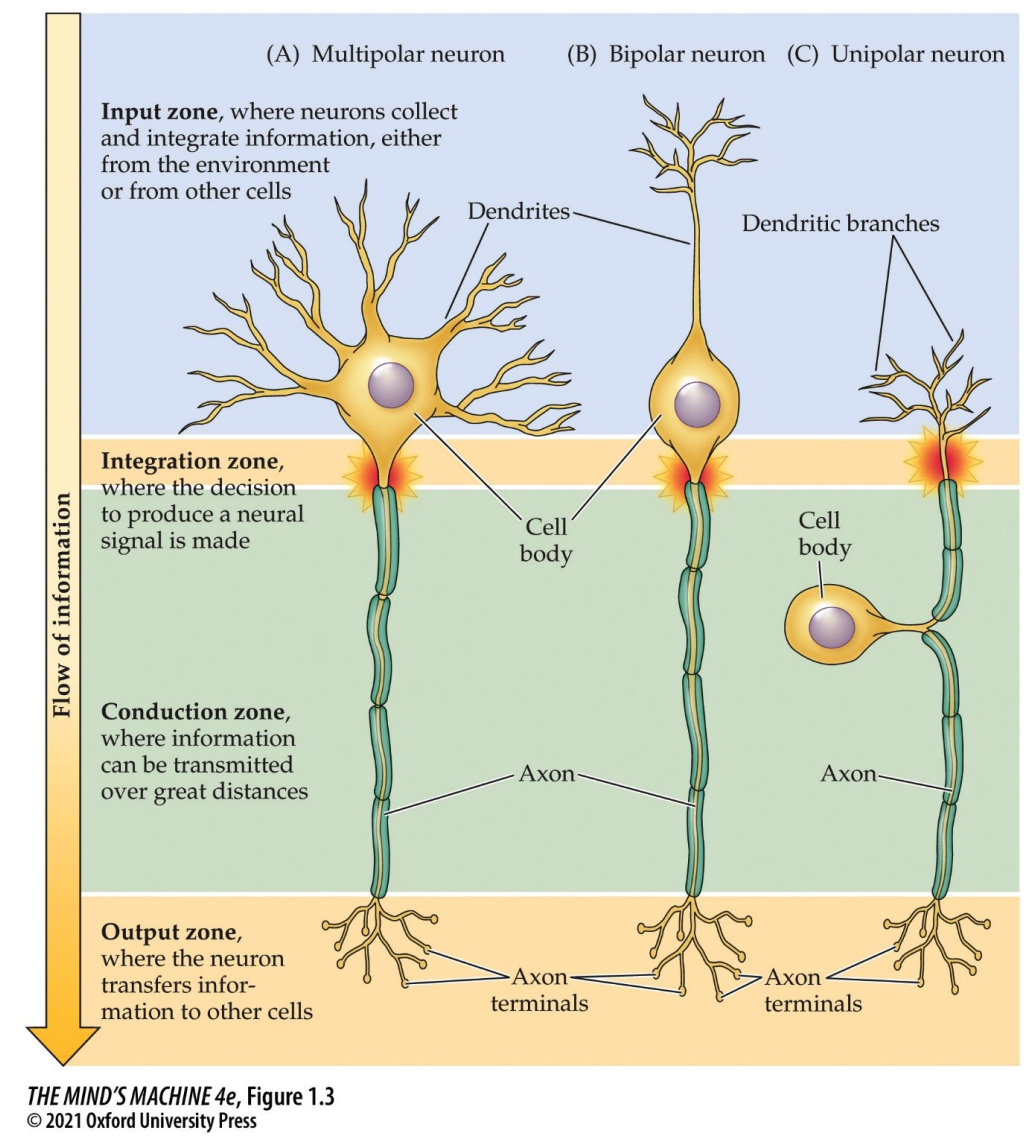 (A) Multipolar neuron
(B) Bipolar neuron
(C) Unipolar neuron
Input zone, where neurons collect
and integrate information, either
from the environment
or from other cells
Dendrites
Dendritic branches
Integration zone,
where the decision
to produce a neural
signal is made
Cell
body
Cell
body
Flow of information
Conduction zone,
where information
can be transmitted
over great distances
Axon
Axon
Output zone,
where the neuron
transfers infor-
mation to other cells
Axon
terminals
Axon
terminals
THE MIND'S MACHINE 4e, Figure 1.3
© 2021 Oxford University Press